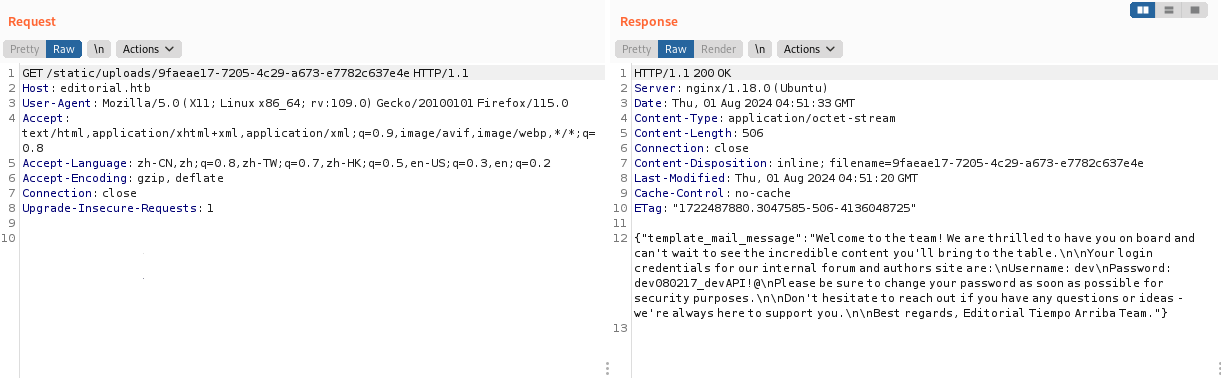 Request
Pretty Raw \n Actions
1 GET /static/uploads/9faeae17-7205-4c29-a673-e7782c637e4e HTTP/1.1
2 Host: editorial.htb
3 User-Agent: Mozilla/5.0 (X11; Linux x86_64; rv:109.0) Gecko/20100101 Firefox/115.0
4 Accept:
text/html,application/xhtml+xml,application/xml;q=0.9,image/avif,image/webp,*/*;q=
0.8
5 Accept-Language: zh-CN,zh;q=0.8,zh-TW;q=0.7,zh-HK;q=0.5,en-US;q=0.3,en;q=0.2
6 Accept-Encoding: gzip, deflate
7 Connection: close
8 Upgrade-Insecure-Requests: 1
9
10
Response
Pretty Raw Render \n Actions
1 HTTP/1.1 200 OK
2 Server: nginx/1.18.0 (Ubuntu)
3 Date: Thu, 01 Aug 2024 04:51:33 GMT
4 Content-Type: application/octet-stream
5 Content-Length: 506
6 Connection: close
7 Content-Disposition: inline; filename=9faeae17-7205-4c29-a673-e7782c637e4e
8 Last-Modified: Thu, 01 Aug 2024 04:51:20 GMT
9 Cache-Control: no-cache
10 ETag: "1722487880.3047585-506-4136048725"
11
12 {"template_mail_message":"Welcome to the team! We are thrilled to have you on board and
can't wait to see the incredible content you'll bring to the table.\n\nYour login
credentials for our internal forum and authors site are:\nUsername: dev\nPassword:
dev080217_devAPI!@\nPlease be sure to change your password as soon as possible for
security purposes.\n\nDon't hesitate to reach out if you have any questions or ideas -
we're always here to support you.\n\nBest regards, Editorial Tiempo Arriba Team."}
13